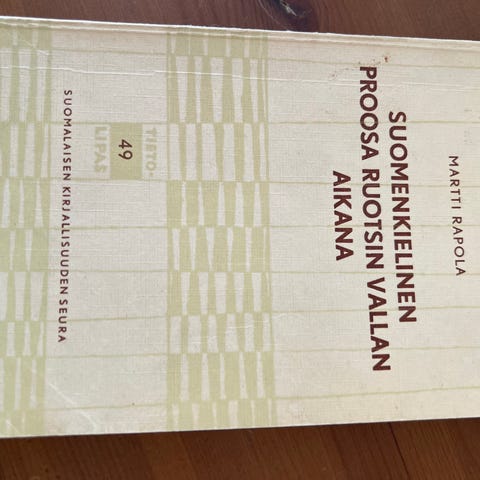 MARTTI RAPOLA
SUOMENKIELINEN
PROOSA RUOTSIN VALLAN
AIKANA
TIETO-
49
LIPAS
SUOMALAISEN KIRJALLISUUDEN SEURA